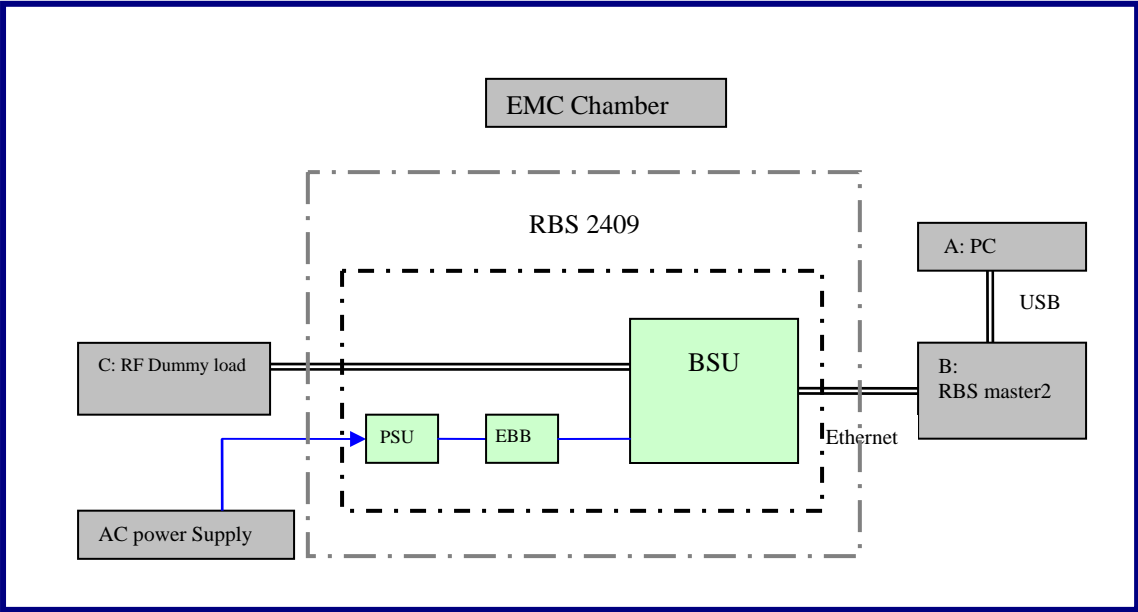 EMC Chamber
RBS 2409
A: PC
USB
C: RF Dummy load
BSU
B:
RBS master2
PSU
EBB
Ethernet
AC power Supply